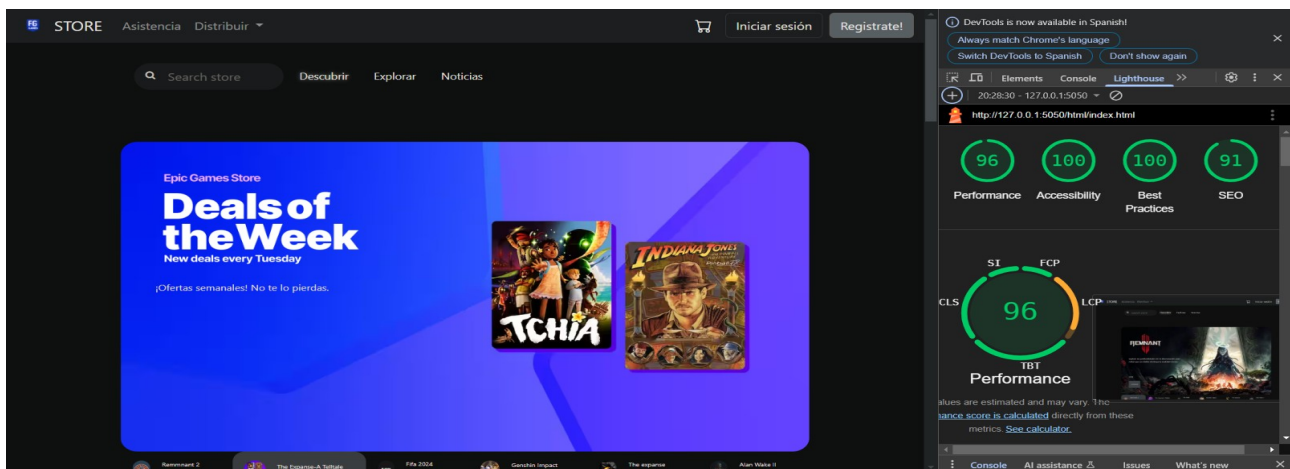 FG
STORE
Asistencia
Distribuir
Iniciar sesión
Registrate!
Search store
Descubrir
Explorar
Noticias
Epic Games Store
Deals of
the Week
New deals every Tuesday
¡Ofertas semanales! No te lo pierdas.
TCHIA
INDIANA JONES
Remnant 2
The Expanse-A Telltale
Fifa 2024
Genshin Impact
The expanse
Alan Wake II
DevTools is now available in Spanish!
Always match Chrome's language
Switch DevTools to Spanish
Don't show again
Elements
Console
Lighthouse
20:28:30 - 127.0.0.1:5050
http://127.0.0.1:5050/html/index.html
96
100
100
91
Performance
Accessibility
Best
Practices
SEO
SI
FCP
CLS
LCP
96
TBT
Performance
REMNANT
alues are estimated and may vary. The
ance score is calculated directly from these
metrics. See calculator.
Console
AI assistance
Issues
What's new